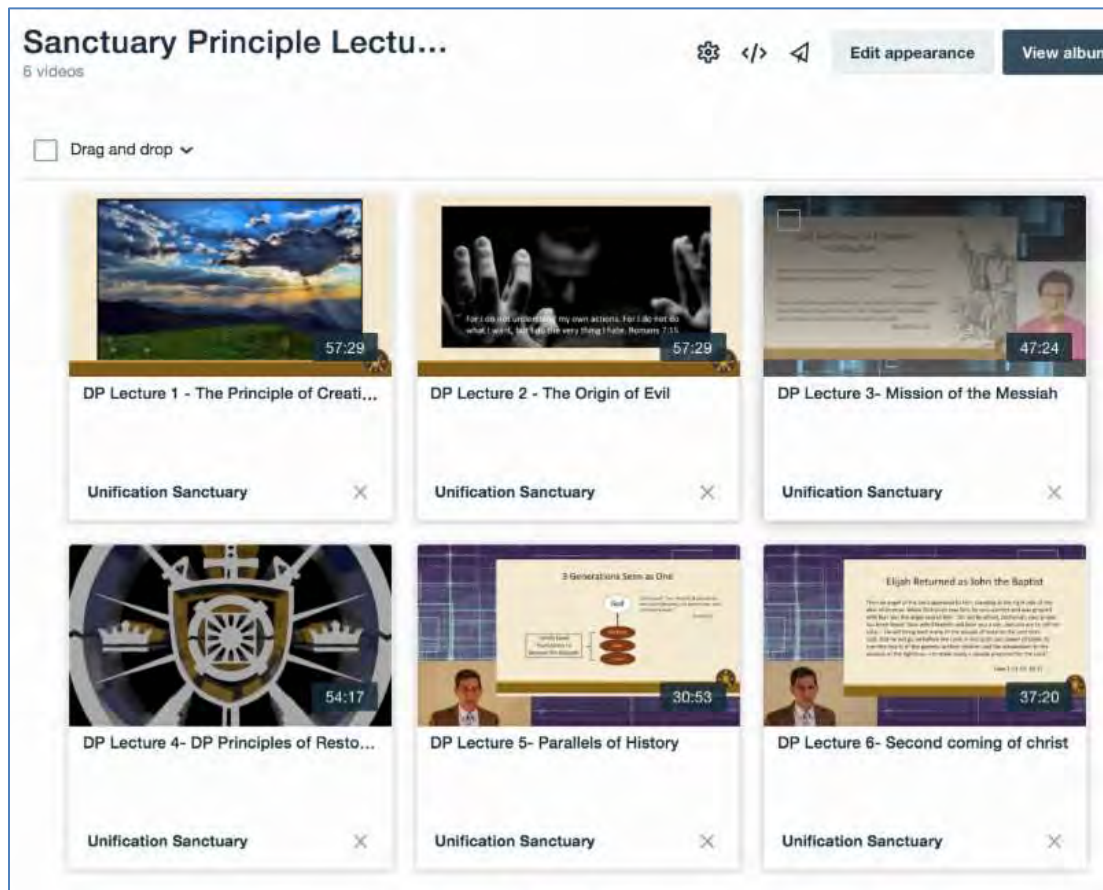 Sanctuary Principle Lectu...
6 videos
</> Edit appearance View album
Drag and drop
57:29
DP Lecture 1 - The Principle of Creati...
Unification Sanctuary
For I do not understand my own actions. For I do not do
what I want, but I do the very thing I hate. Romans 7:15
57:29
DP Lecture 2 - The Origin of Evil
Unification Sanctuary
47:24
DP Lecture 3- Mission of the Messiah
Unification Sanctuary
54:17
DP Lecture 4- DP Principles of Resto...
Unification Sanctuary
3 Generations Seen as One
God
30:53
DP Lecture 5- Parallels of History
Unification Sanctuary
Elijah Returned as John the Baptist
37:20
DP Lecture 6- Second coming of christ
Unification Sanctuary